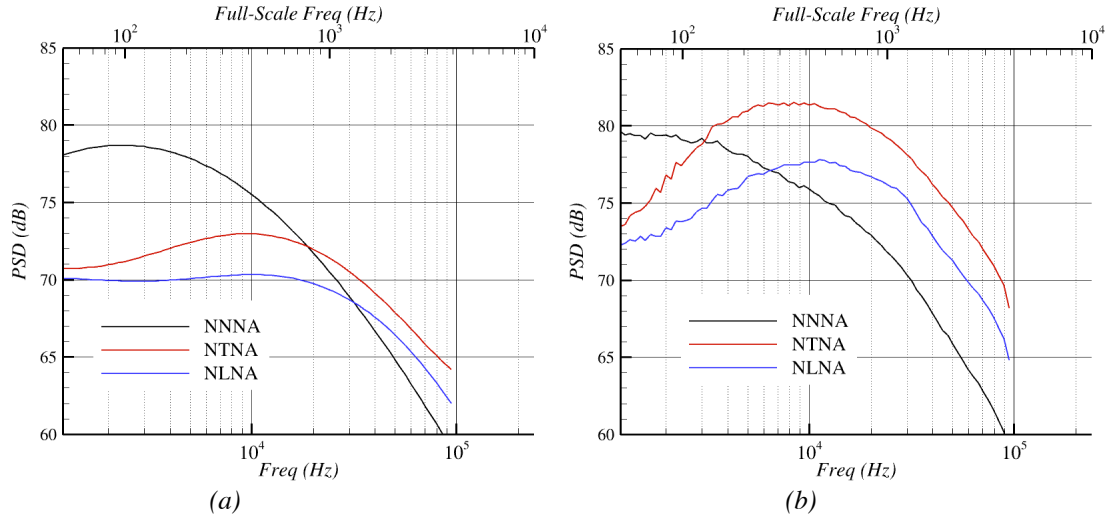 Full-Scale Freq (Hz)
10² 10³ 10⁴
85
80
75
70
65
60
PSD (dB)
NNNA
NTNA
NLNA
10⁴ 10⁵
Freq (Hz)
(a)
Full-Scale Freq (Hz)
10² 10³ 10⁴
85
80
75
70
65
60
PSD (dB)
NNNA
NTNA
NLNA
10⁴ 10⁵
Freq (Hz)
(b)